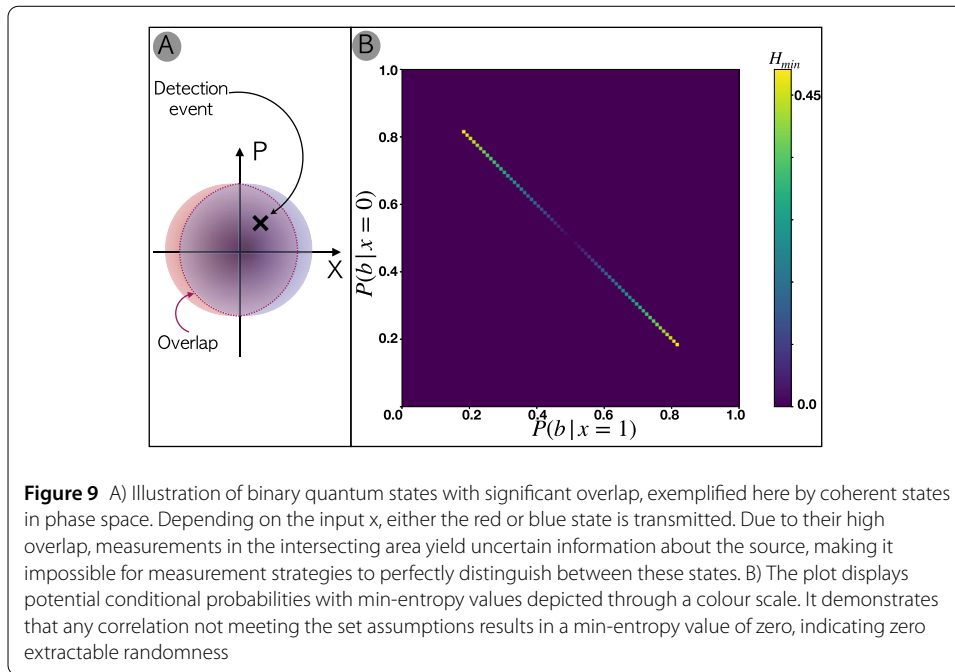 A
B
Detection
event
P
X
Overlap
H_min
0.45
0.0
1.0
0.8
0.6
0.4
0.2
0.0 0.2 0.4 0.6 0.8 1.0
P(b|x = 0)
P(b|x = 1)
Figure 9 A) Illustration of binary quantum states with significant overlap, exemplified here by coherent states
in phase space. Depending on the input x, either the red or blue state is transmitted. Due to their high
overlap, measurements in the intersecting area yield uncertain information about the source, making it
impossible for measurement strategies to perfectly distinguish between these states. B) The plot displays
potential conditional probabilities with min-entropy values depicted through a colour scale. It demonstrates
that any correlation not meeting the set assumptions results in a min-entropy value of zero, indicating zero
extractable randomness